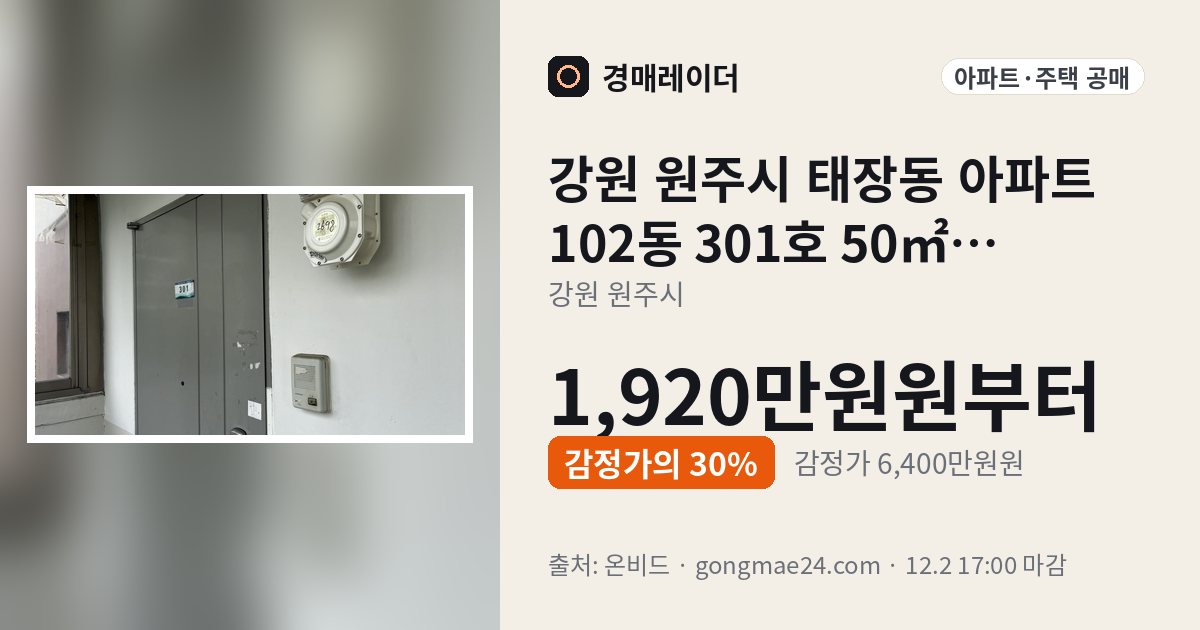 경매레이더
아파트·주택 공매
강원 원주시 태장동 아파트
102동 301호 50㎡…
강원 원주시
1,920만원원부터
감정가의 30%
감정가 6,400만원원
출처: 온비드 · gongmae24.com · 12.2 17:00 마감
301
2698